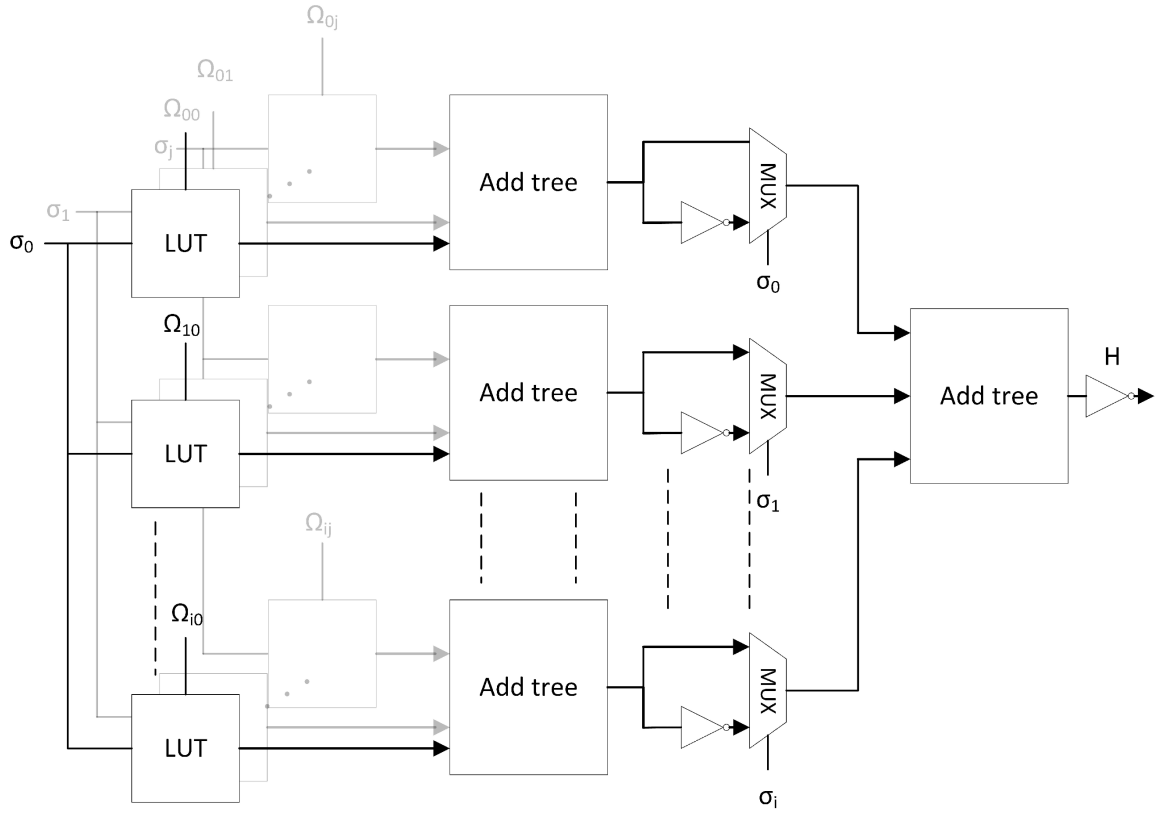 Ω₀ⱼ
Ω₀₁
Ω₀₀
σⱼ
σ₁
σ₀
LUT
Add tree
MUX
σ₀
Ω₁₀
LUT
Add tree
MUX
σ₁
Add tree
H
Ωᵢⱼ
Ωᵢ₀
LUT
Add tree
MUX
σᵢ